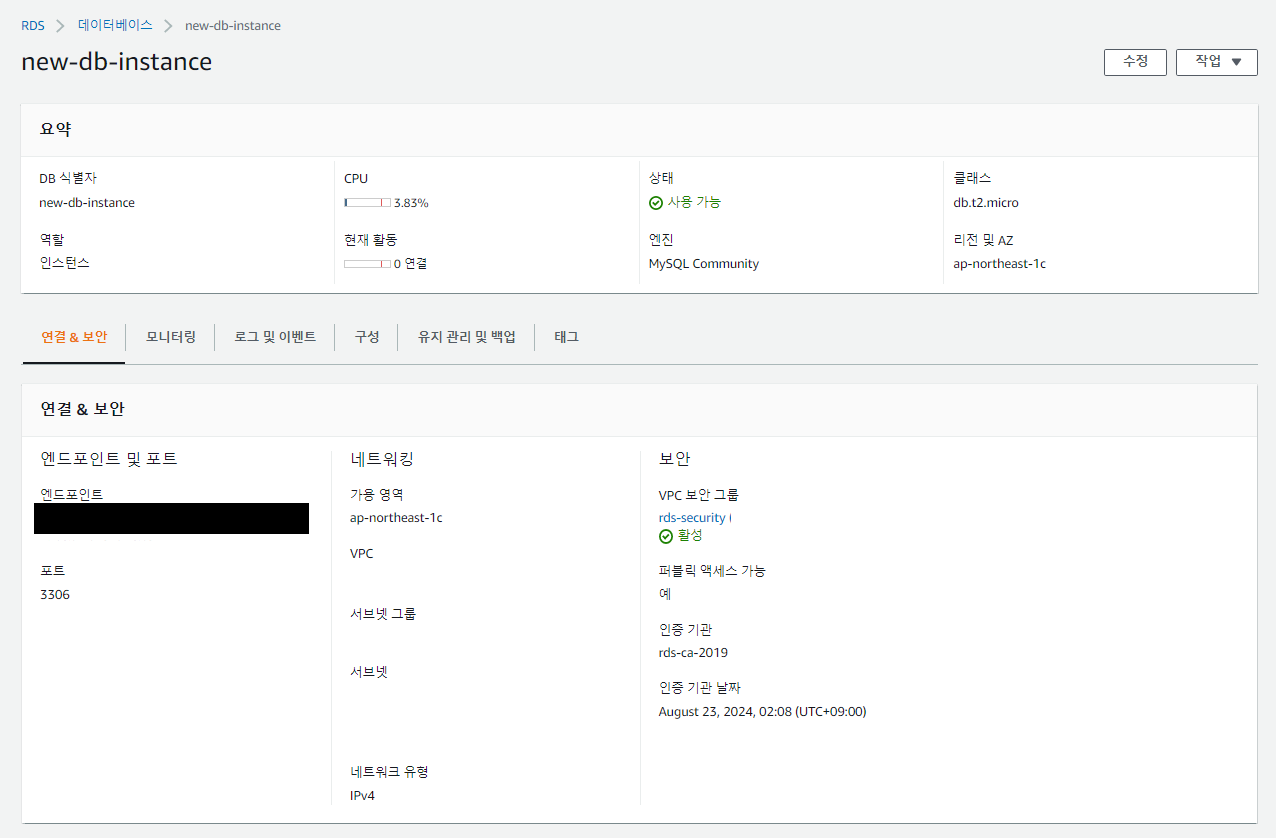 RDS > 데이터베이스 > new-db-instance
new-db-instance
수정
작업 ▼
요약
DB 식별자
new-db-instance
역할
인스턴스
CPU
3.83%
현재 활동
0 연결
상태
사용 가능
엔진
MySQL Community
클래스
db.t2.micro
리전 및 AZ
ap-northeast-1c
연결 & 보안
모니터링
로그 및 이벤트
구성
유지 관리 및 백업
태그
연결 & 보안
엔드포인트 및 포트
엔드포인트
포트
3306
네트워킹
가용 영역
ap-northeast-1c
VPC
서브넷 그룹
서브넷
네트워크 유형
IPv4
보안
VPC 보안 그룹
rds-security (
활성
퍼블릭 액세스 가능
예
인증 기관
rds-ca-2019
인증 기관 날짜
August 23, 2024, 02:08 (UTC+09:00)